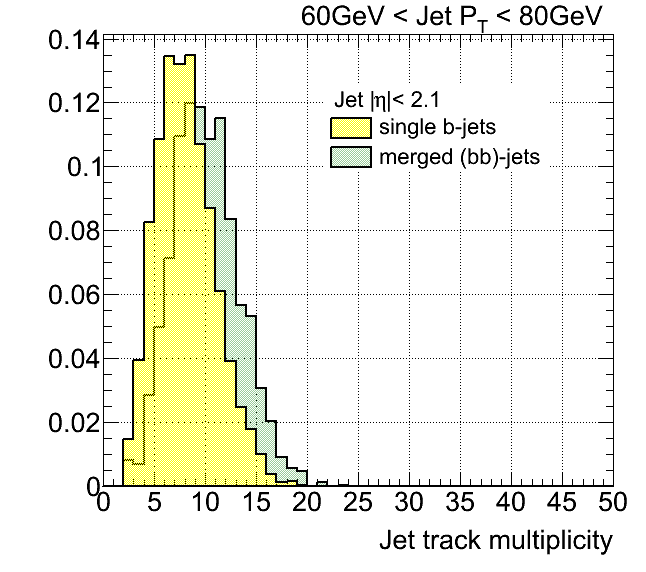 60GeV < Jet P_T < 80GeV
0.14
0.12
0.1
0.08
0.06
0.04
0.02
0
Jet |η|< 2.1
single b-jets
merged (bb)-jets
0 5 10 15 20 25 30 35 40 45 50
Jet track multiplicity